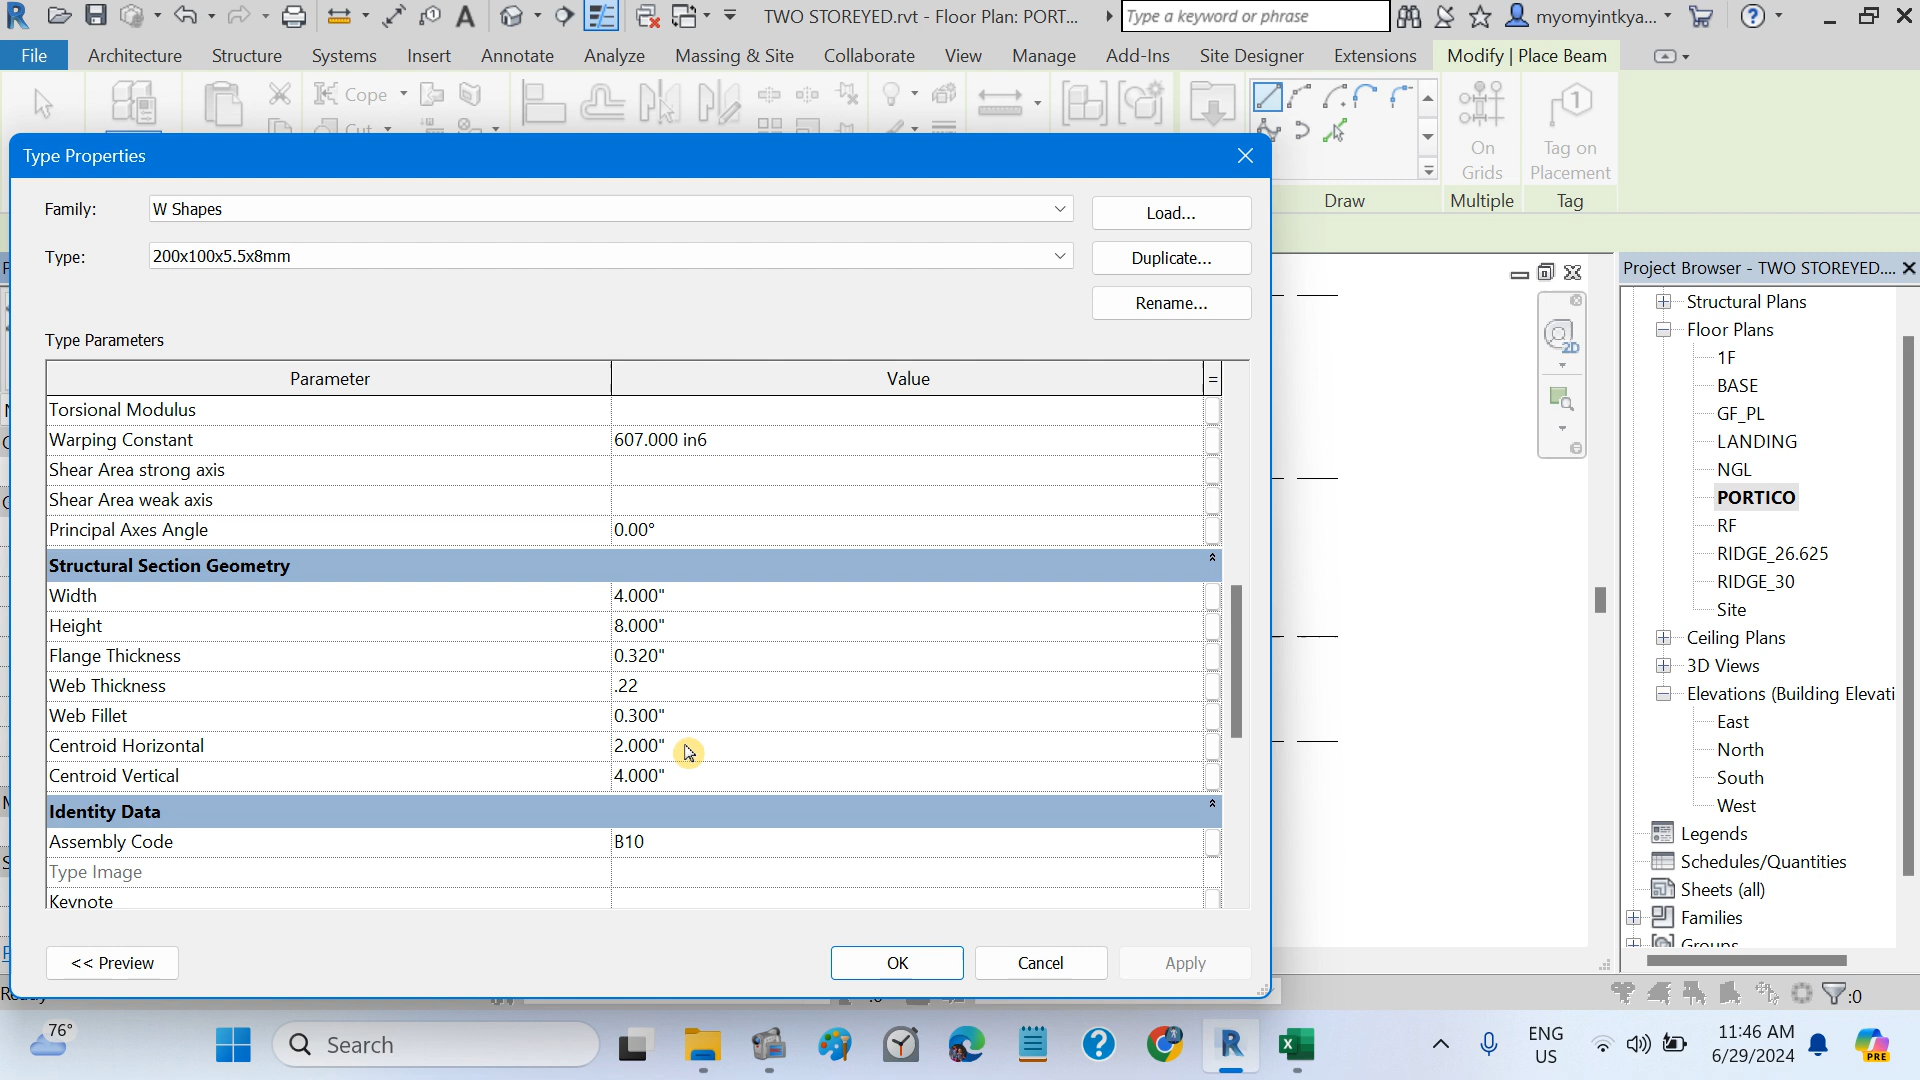 TWO STOREYED.rvt - Floor Plan: PORT...
Type a keyword or phrase
myomyintkya...
File
Architecture
Structure
Systems
Insert
Annotate
Analyze
Massing & Site
Collaborate
View
Manage
Add-Ins
Site Designer
Extensions
Modify | Place Beam
Cope
Cut
On
Grids
Tag on
Placement
Draw
Multiple
Tag
Type Properties
Family:
W Shapes
Load...
Type:
200x100x5.5x8mm
Duplicate...
Rename...
Type Parameters
Parameter
Value
=
Torsional Modulus
Warping Constant
607.000 in6
Shear Area strong axis
Shear Area weak axis
Principal Axes Angle
0.00°
Structural Section Geometry
Width
4.000"
Height
8.000"
Flange Thickness
0.320"
Web Thickness
.22
Web Fillet
0.300"
Centroid Horizontal
2.000"
Centroid Vertical
4.000"
Identity Data
Assembly Code
B10
Type Image
Keynote
<< Preview
OK
Cancel
Apply
2D
Project Browser - TWO STOREYED....
Structural Plans
Floor Plans
1F
BASE
GF_PL
LANDING
NGL
PORTICO
RF
RIDGE_26.625
RIDGE_30
Site
Ceiling Plans
3D Views
Elevations (Building Elevati
East
North
South
West
Legends
Schedules/Quantities
Sheets (all)
Families
Groups
:0
76°
Search
ENG
US
11:46 AM
6/29/2024
PRE